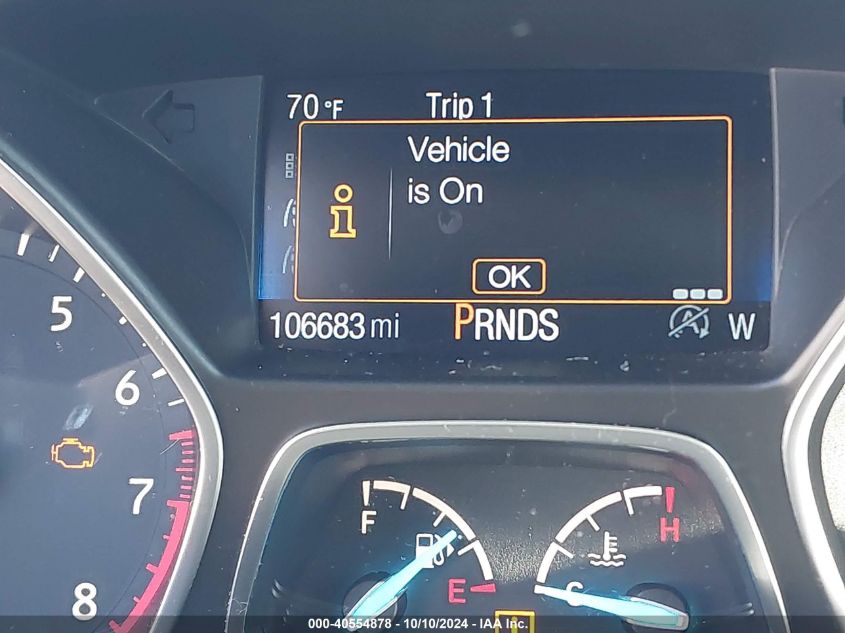 70 °F Trip 1
Vehicle
is On
OK
106683 mi PRNDS A W
5
6
7
8
F
E
H
C
000-40554878 - 10/10/2024 - IAA Inc.